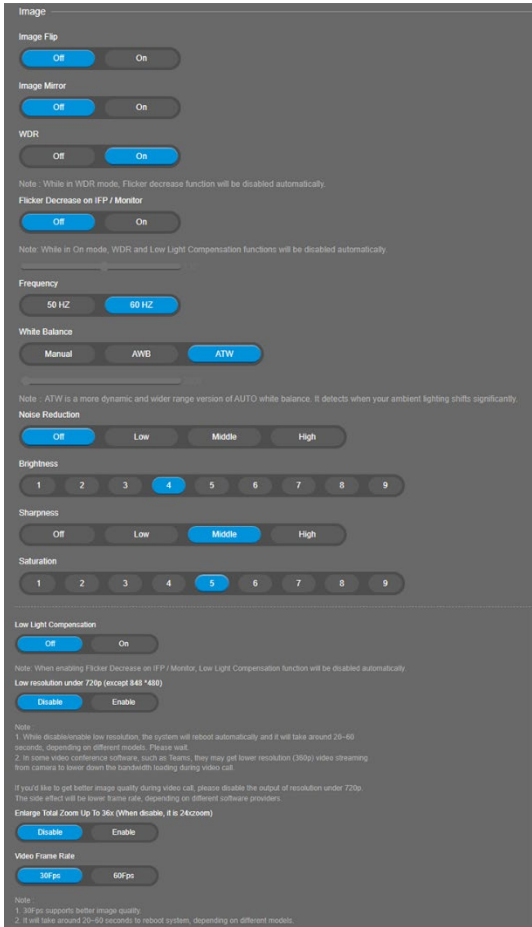 Image
Image Flip
Off On
Image Mirror
Off On
WDR
Off On
Note : While in WDR mode, Flicker decrease function will be disabled automatically.
Flicker Decrease on IFP / Monitor
Off On
Note: While in On mode, WDR and Low Light Compensation functions will be disabled automatically.
Frequency
50 HZ 60 HZ
White Balance
Manual AWB ATW
Note : ATW is a more dynamic and wider range version of AUTO white balance. It detects when your ambient lighting shifts significantly.
Noise Reduction
Off Low Middle High
Brightness
1 2 3 4 5 6 7 8 9
Sharpness
Off Low Middle High
Saturation
1 2 3 4 5 6 7 8 9
Low Light Compensation
Off On
Note: When enabling Flicker Decrease on IFP / Monitor, Low Light Compensation function will be disabled automatically.
Low resolution under 720p (except 848 *480)
Disable Enable
Note :
1. While disable/enable low resolution, the system will reboot automatically and it will take around 20~60
seconds, depending on different models. Please wait.
2. In some video conference software, such as Teams, they may get lower resolution (360p) video streaming
from camera to lower down the bandwidth loading during video call.
If you'd like to get better image quality during video call, please disable the output of resolution under 720p.
The side effect will be lower frame rate, depending on different software providers.
Enlarge Total Zoom Up To 36x (When disable, it is 24xzoom)
Disable Enable
Video Frame Rate
30Fps 60Fps
Note :
1. 30Fps supports better image quality.
2. It will take around 20~60 seconds to reboot system, depending on different models.